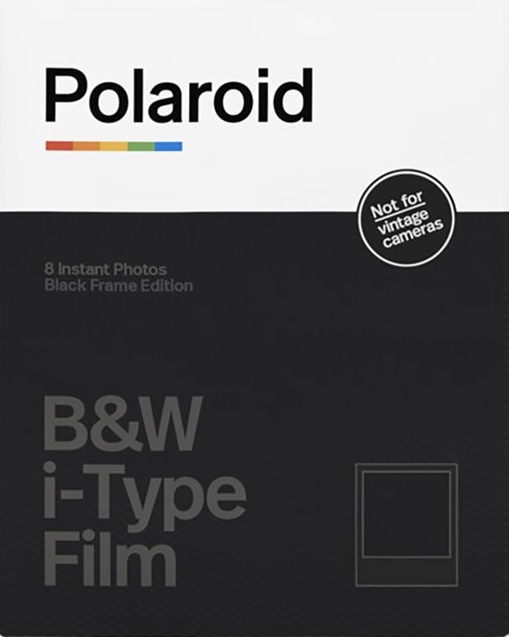 Polaroid
Not for
vintage
cameras
8 Instant Photos
Black Frame Edition
B&W
i-Type
Film